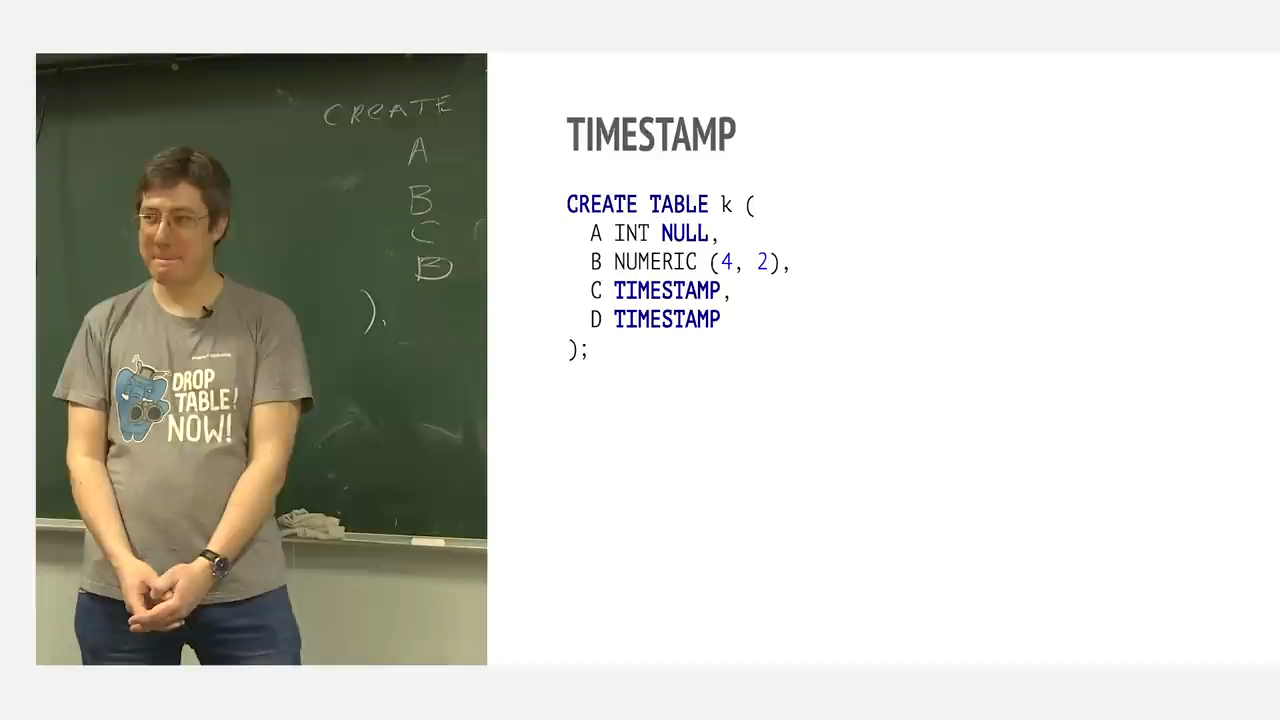 CREATE
A
B
C
B
).
DROP
TABLE!
NOW!
TIMESTAMP
CREATE TABLE k (
A INT NULL,
B NUMERIC (4, 2),
C TIMESTAMP,
D TIMESTAMP
);